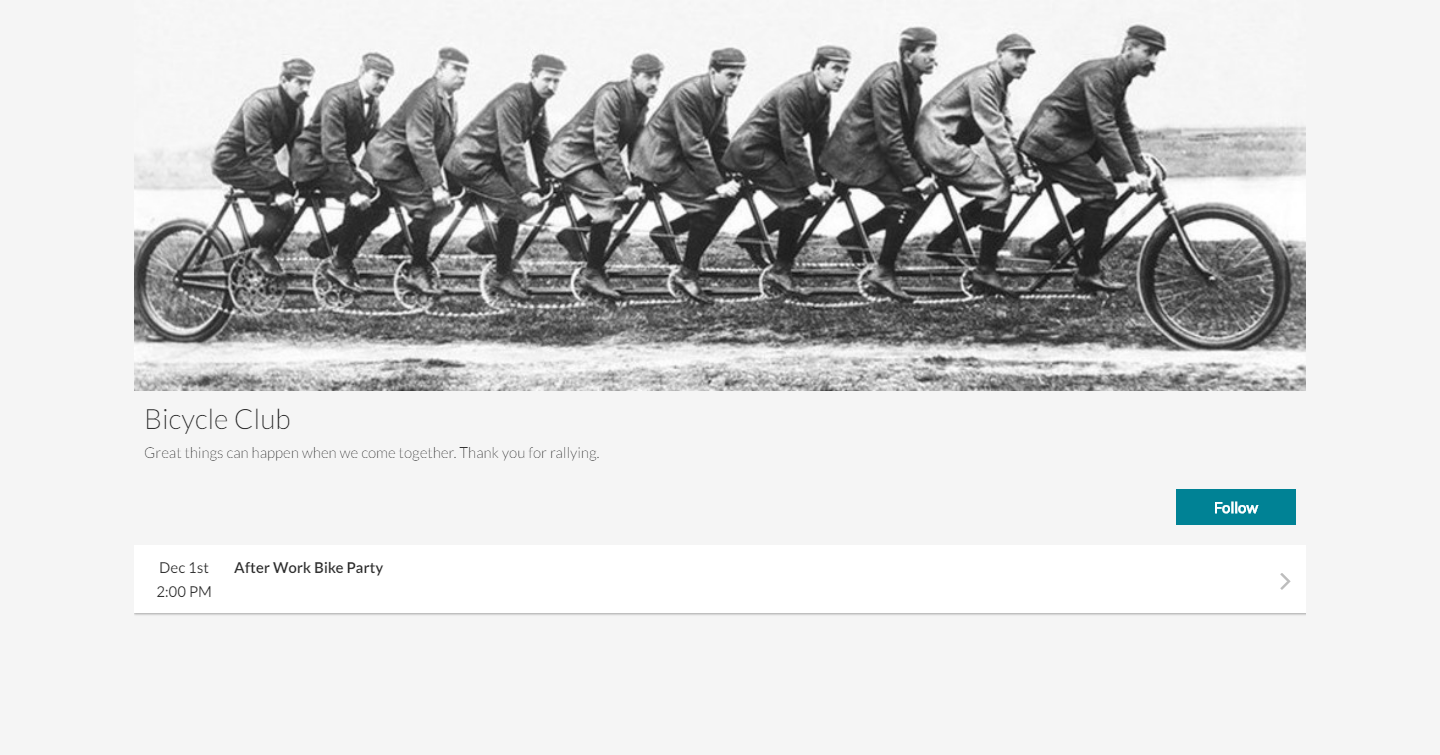 Bicycle Club
Great things can happen when we come together. Thank you for rallying.
Follow
Dec 1st After Work Bike Party
2:00 PM